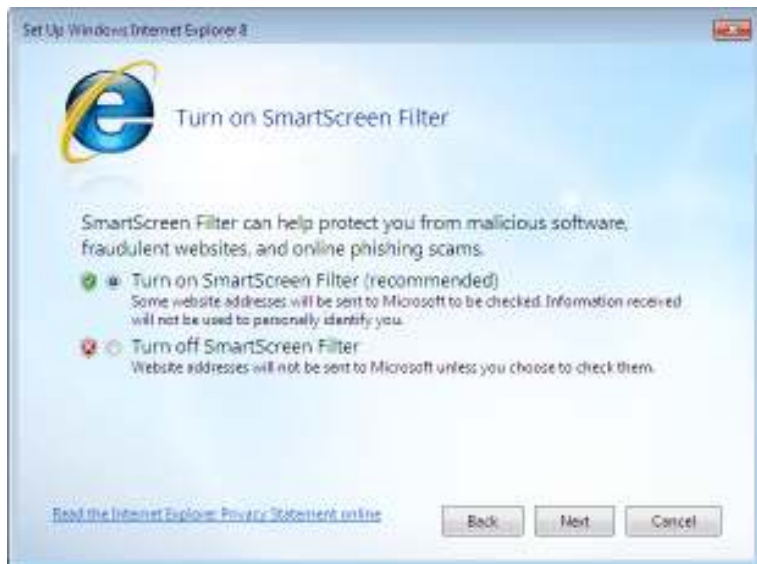 Set Up Windows Internet Explorer 8
Turn on SmartScreen Filter
SmartScreen Filter can help protect you from malicious software,
fraudulent websites, and online phishing scams.
Turn on SmartScreen Filter (recommended)
Some website addresses will be sent to Microsoft to be checked. Information received
will not be used to personally identify you.
Turn off SmartScreen Filter
Website addresses will not be sent to Microsoft unless you choose to check them.
Read the Internet Explorer Privacy Statement online
Back
Next
Cancel